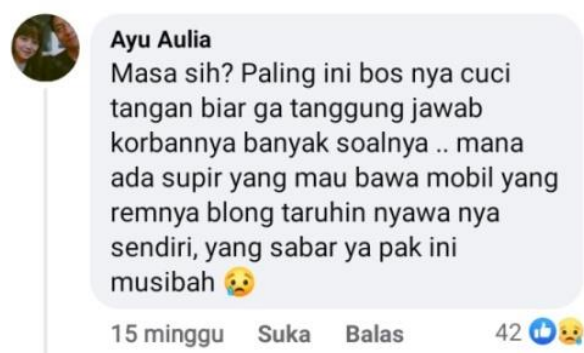 Ayu Aulia
Masa sih? Paling ini bos nya cuci
tangan biar ga tanggung jawab
korbannya banyak soalnya .. mana
ada supir yang mau bawa mobil yang
remnya blong taruhin nyawa nya
sendiri, yang sabar ya pak ini
musibah 😥
15 minggu Suka Balas 42